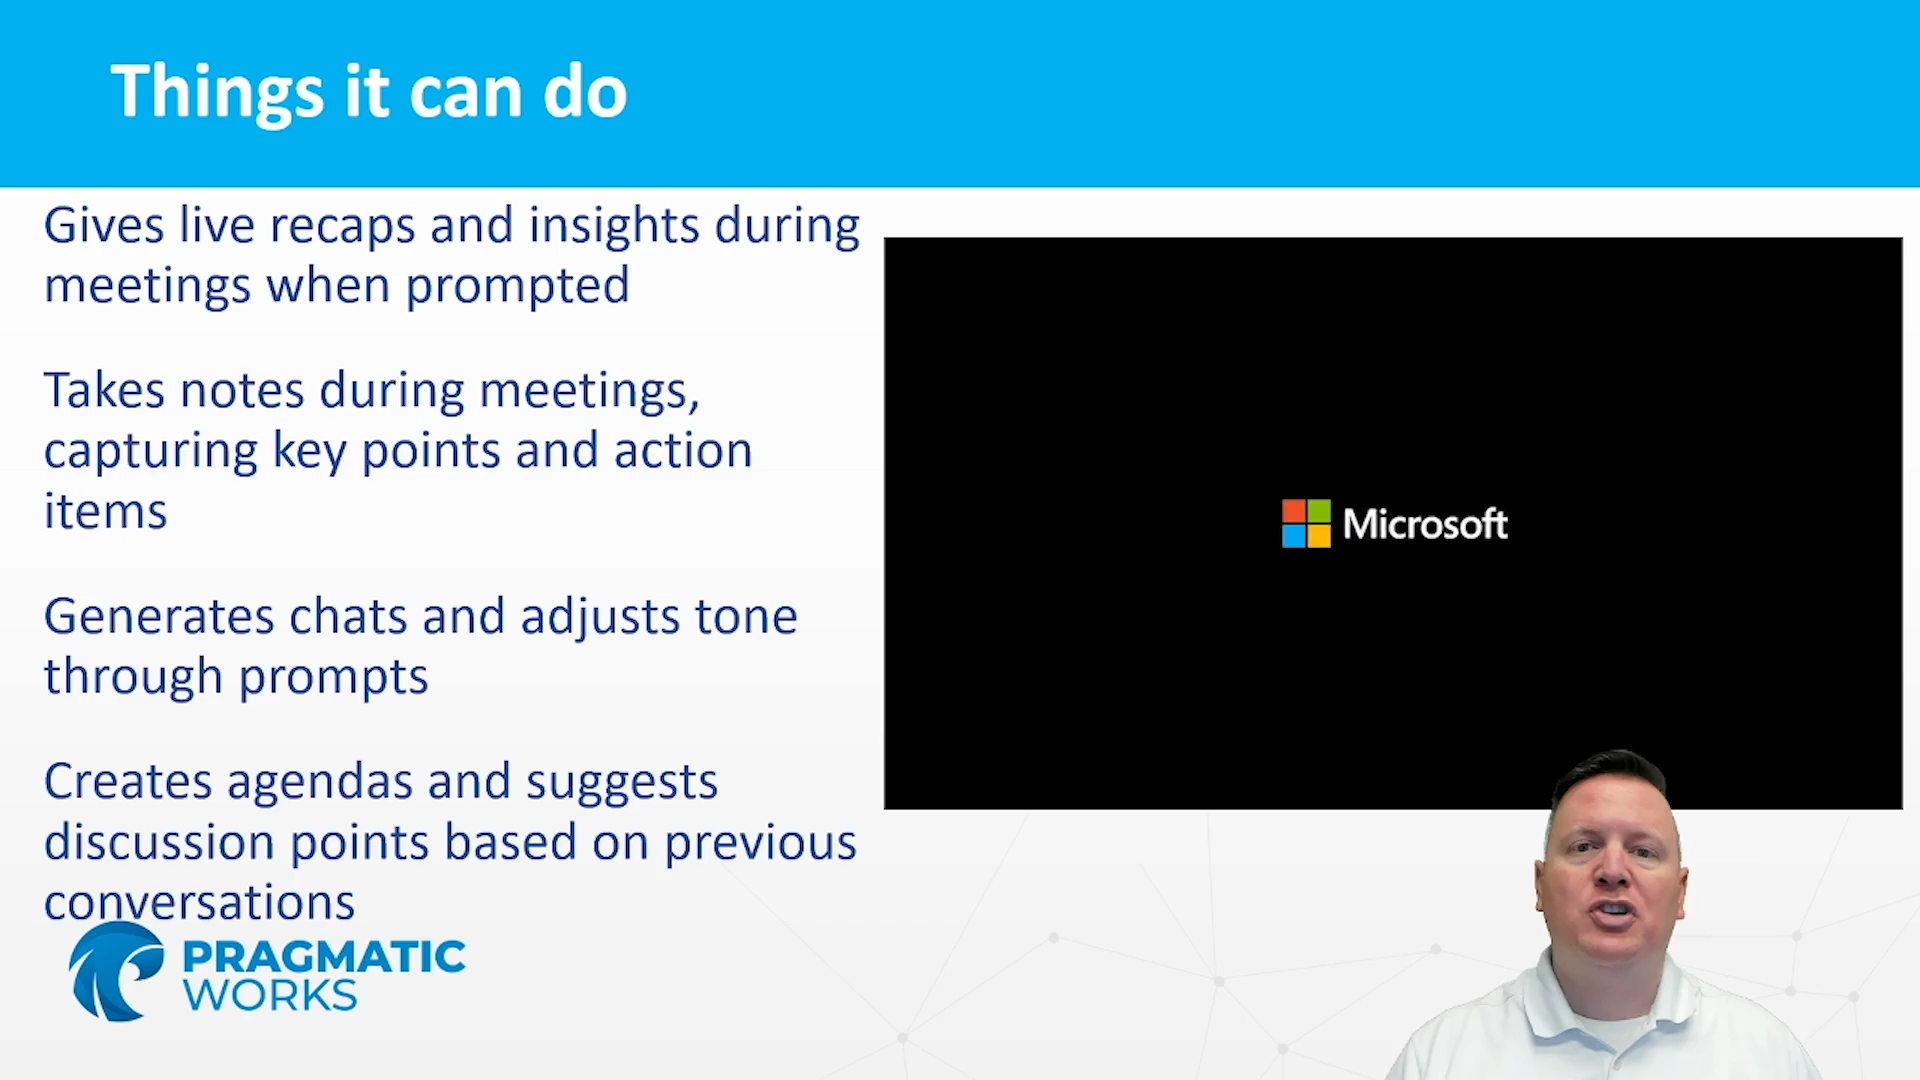 Things it can do
Gives live recaps and insights during
meetings when prompted
Takes notes during meetings,
capturing key points and action
items
Generates chats and adjusts tone
through prompts
Creates agendas and suggests
discussion points based on previous
conversations
Microsoft
PRAGMATIC
WORKS